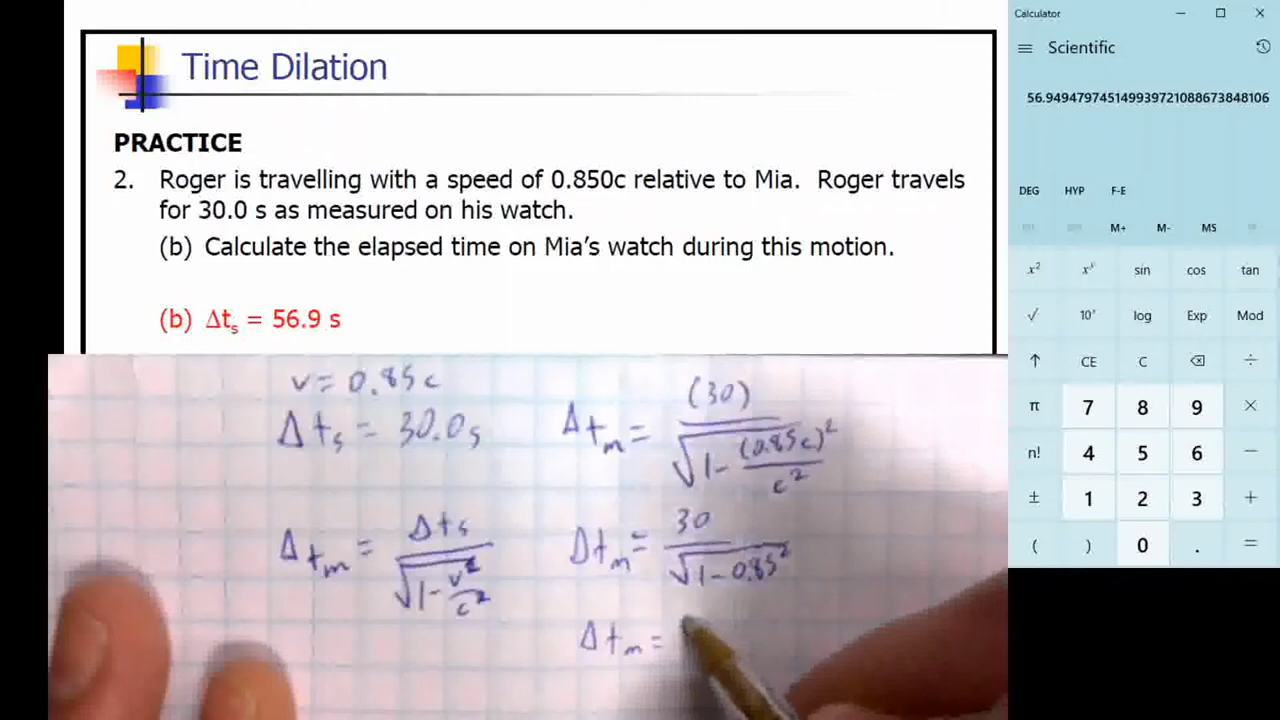 Time Dilation
PRACTICE
2. Roger is travelling with a speed of 0.850c relative to Mia. Roger travels
for 30.0 s as measured on his watch.
(b) Calculate the elapsed time on Mia's watch during this motion.
(b) Δts = 56.9 s
v = 0.85c
Δts = 30.0s
Δtm = Δts / √1 - v²/c²
Δtm = (30) / √1 - (0.85c)²/c²
Δtm = 30 / √1 - 0.85²
Δtm =
Calculator
Scientific
56.949479745149939721088673848106
DEG HYP F-E
M+ M- MS
x² xʸ sin cos tan
√ 10ˣ log Exp Mod
↑ CE C ⌫ ÷
π 7 8 9 ×
n! 4 5 6 −
± 1 2 3 +
( ) 0 . =